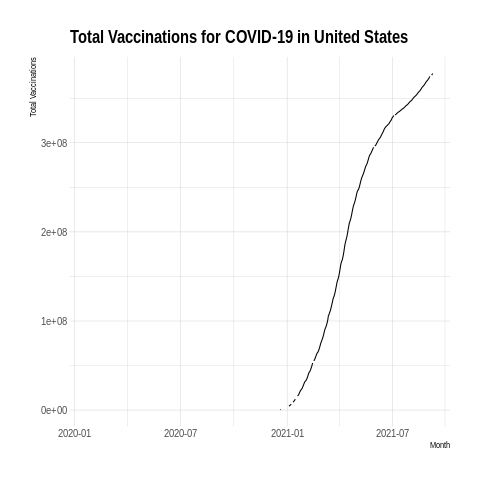 Total Vaccinations for COVID-19 in United States
Total Vaccinations
3e+08
2e+08
1e+08
0e+00
2020-01 2020-07 2021-01 2021-07
Month